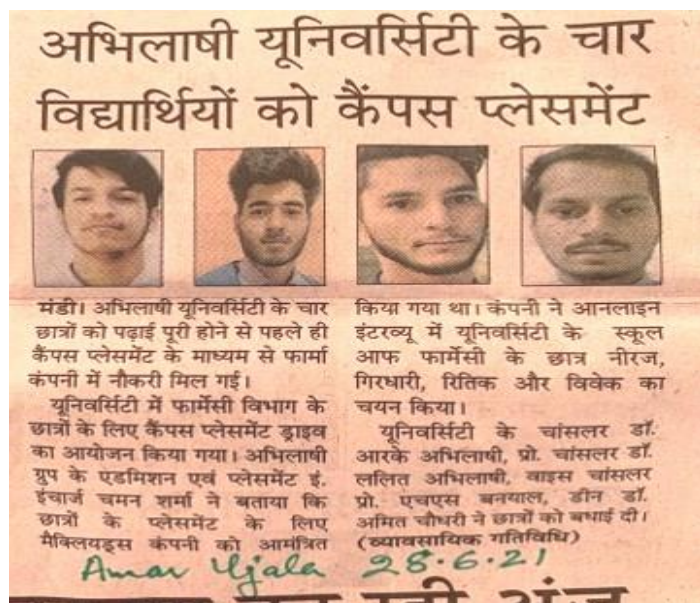 अभिलाषी यूनिवर्सिटी के चार
विद्यार्थियों को कैंपस प्लेसमेंट
मंडी। अभिलाषी यूनिवर्सिटी के चार
छात्रों को पढ़ाई पूरी होने से पहले ही
कैंपस प्लेसमेंट के माध्यम से फार्मा
कंपनी में नौकरी मिल गई।
यूनिवर्सिटी में फार्मेसी विभाग के
छात्रों के लिए कैंपस प्लेसमेंट ड्राइव
का आयोजन किया गया। अभिलाषी
ग्रुप के एडमिशन एवं प्लेसमेंट इं.
इंचार्ज चमन शर्मा ने बताया कि
छात्रों के प्लेसमेंट के लिए
मैक्लियड्स कंपनी को आमंत्रित
किया गया था। कंपनी ने आनलाइन
इंटरव्यू में यूनिवर्सिटी के स्कूल
आफ फार्मेसी के छात्र नीरज,
गिरधारी, रितिक और विवेक का
चयन किया।
यूनिवर्सिटी के चांसलर डॉ.
आरके अभिलाषी, प्रो. चांसलर डॉ.
ललित अभिलाषी, वाइस चांसलर
प्रो. एचएस बनयाल, डीन डॉ.
अमित चौधरी ने छात्रों को बधाई दी।
(व्यावसायिक गतिविधि)
Amar Ujala 28.6.21